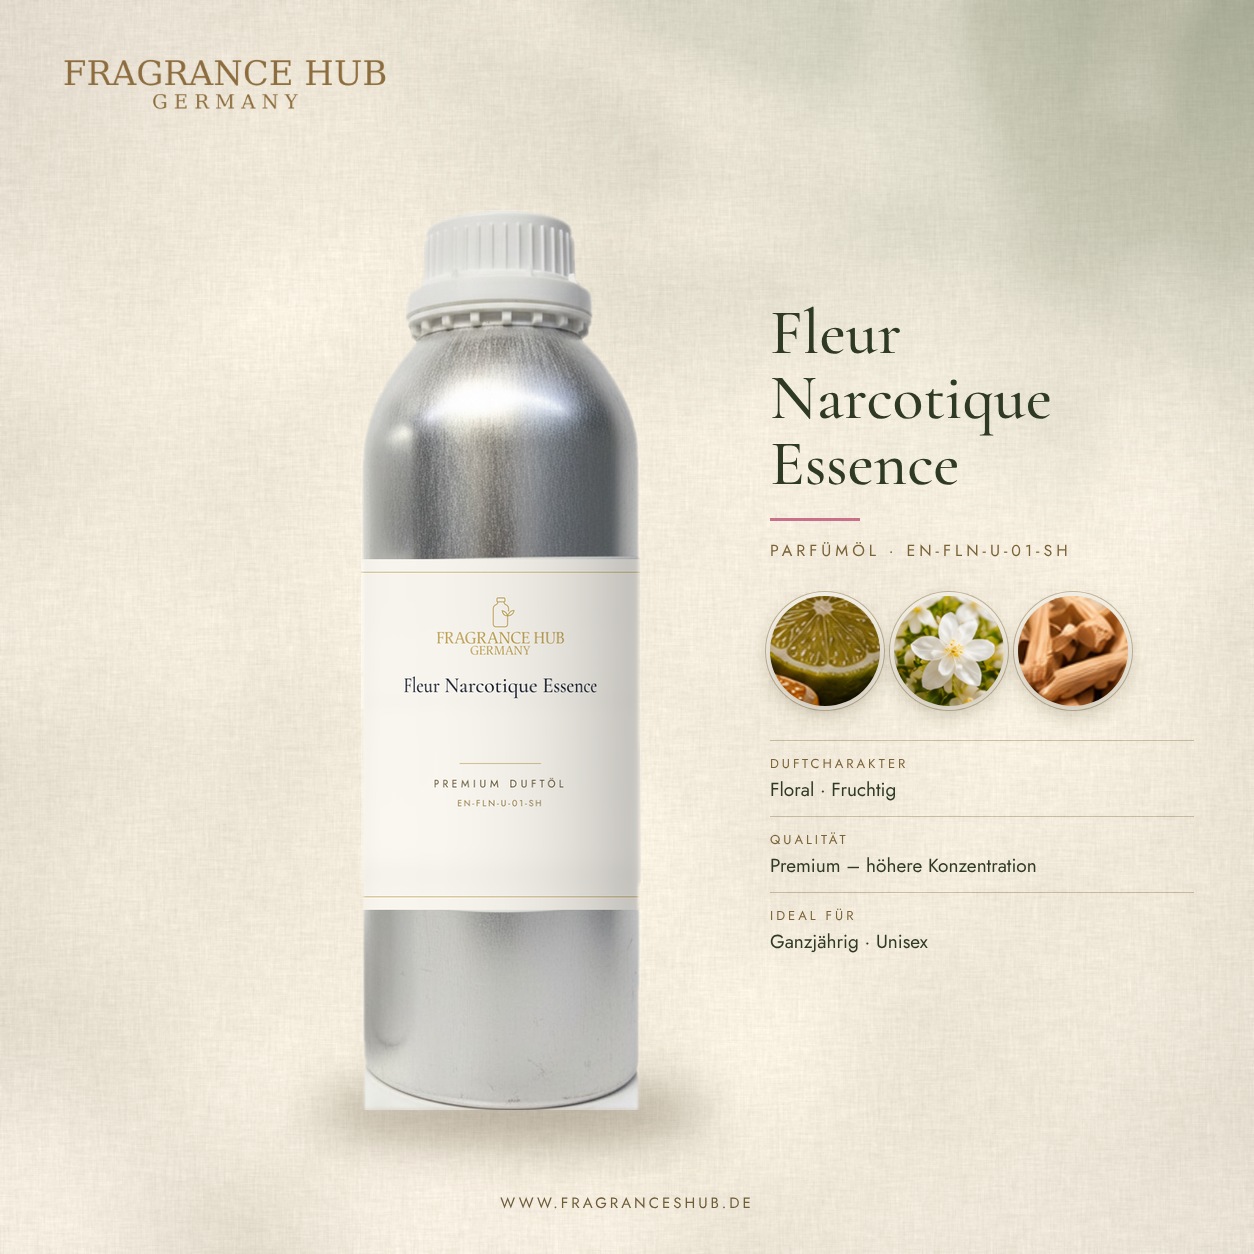 FRAGRANCE HUB
GERMANY
Fleur
Narcotique
Essence
PARFÜMÖL · EN-FLN-U-01-SH
FRAGRANCE HUB
GERMANY
Fleur Narcotique Essence
PREMIUM DUFTÖL
EN-FLN-U-01-SH
DUFTCHARAKTER
Floral · Fruchtig
QUALITÄT
Premium – höhere Konzentration
IDEAL FÜR
Ganzjährig · Unisex
WWW.FRAGRANCESHUB.DE